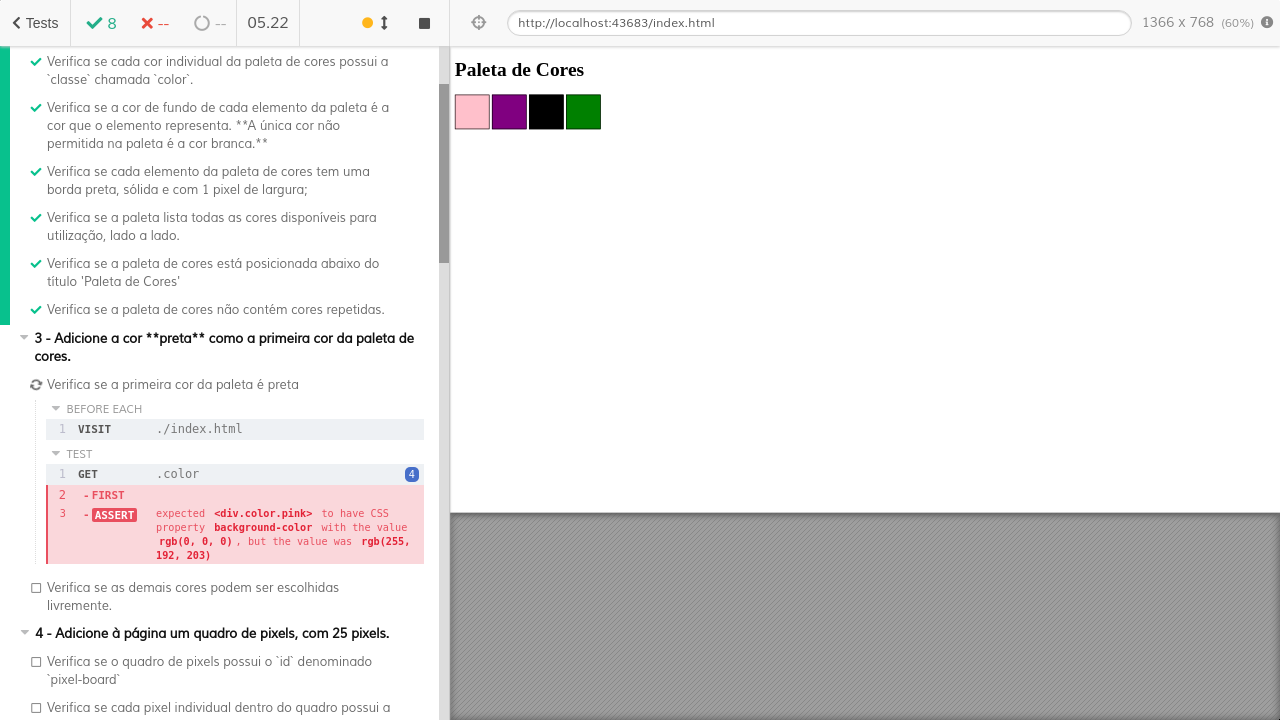 Tests
8
--
--
05.22
http://localhost:43683/index.html
1366 x 768 (60%)
Verifica se cada cor individual da paleta de cores possui a
`classe` chamada `color`.
Verifica se a cor de fundo de cada elemento da paleta é a
cor que o elemento representa. **A única cor não
permitida na paleta é a cor branca.**
Verifica se cada elemento da paleta de cores tem uma
borda preta, sólida e com 1 pixel de largura;
Verifica se a paleta lista todas as cores disponíveis para
utilização, lado a lado.
Verifica se a paleta de cores está posicionada abaixo do
título 'Paleta de Cores'
Verifica se a paleta de cores não contém cores repetidas.
3 - Adicione a cor **preta** como a primeira cor da paleta de
cores.
Verifica se a primeira cor da paleta é preta
BEFORE EACH
1 VISIT ./index.html
TEST
1 GET .color 4
2 - FIRST
3 - ASSERT expected <div.color.pink> to have CSS
property background-color with the value
rgb(0, 0, 0), but the value was rgb(255,
192, 203)
Verifica se as demais cores podem ser escolhidas
livremente.
4 - Adicione à página um quadro de pixels, com 25 pixels.
Verifica se o quadro de pixels possui o `id` denominado
`pixel-board`
Verifica se cada pixel individual dentro do quadro possui a
Paleta de Cores